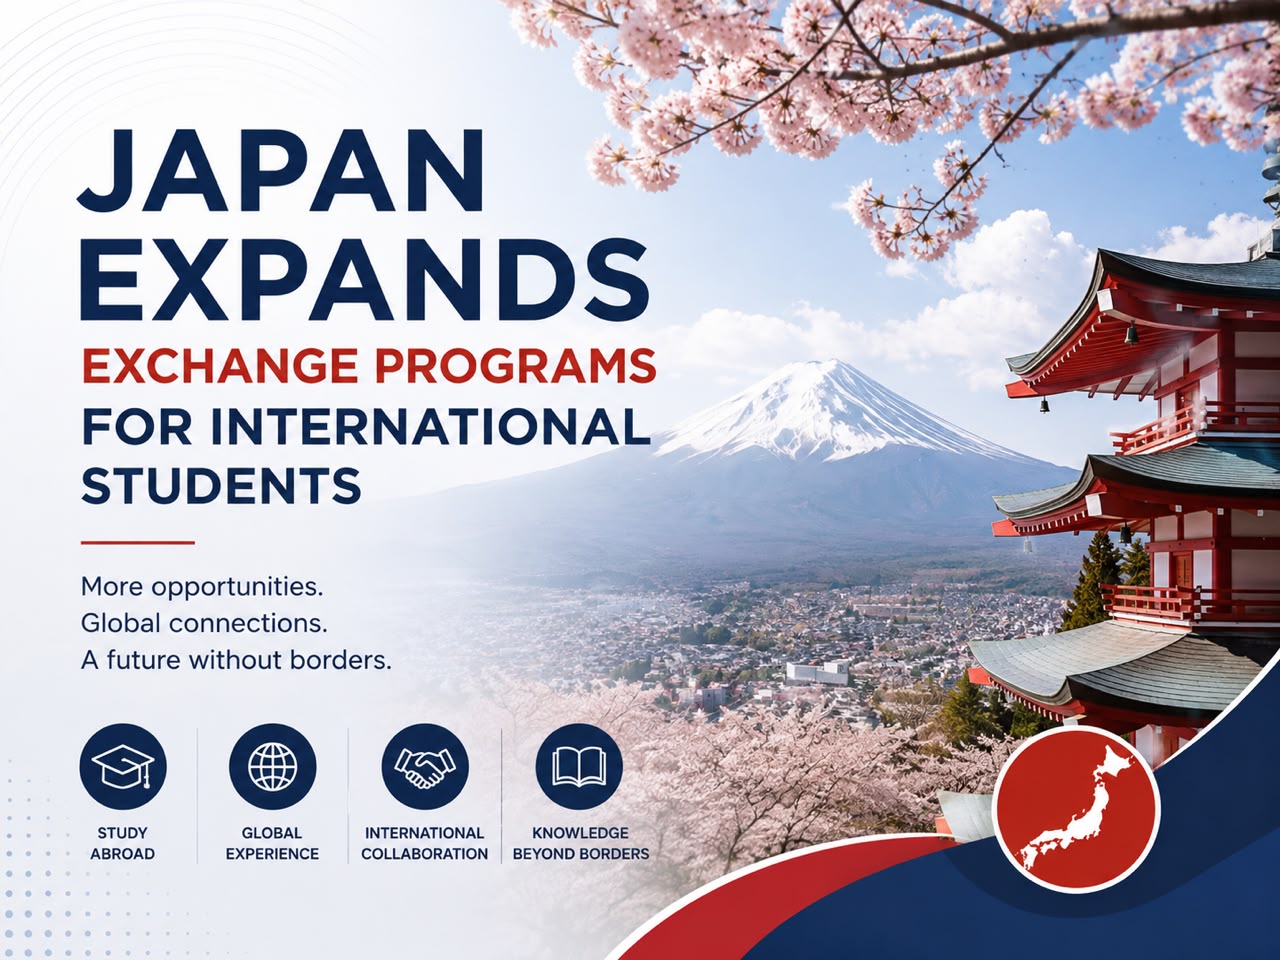 JAPAN
EXPANDS
EXCHANGE PROGRAMS
FOR INTERNATIONAL
STUDENTS
More opportunities.
Global connections.
A future without borders.
STUDY
ABROAD
GLOBAL
EXPERIENCE
INTERNATIONAL
COLLABORATION
KNOWLEDGE
BEYOND BORDERS